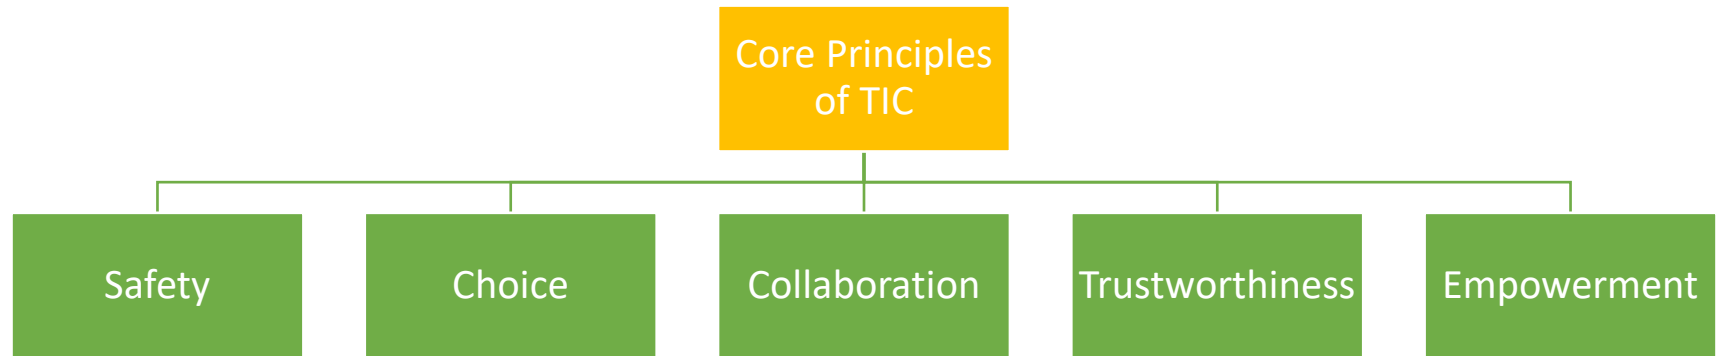 Core Principles
of TIC
Safety
Choice
Collaboration
Trustworthiness
Empowerment